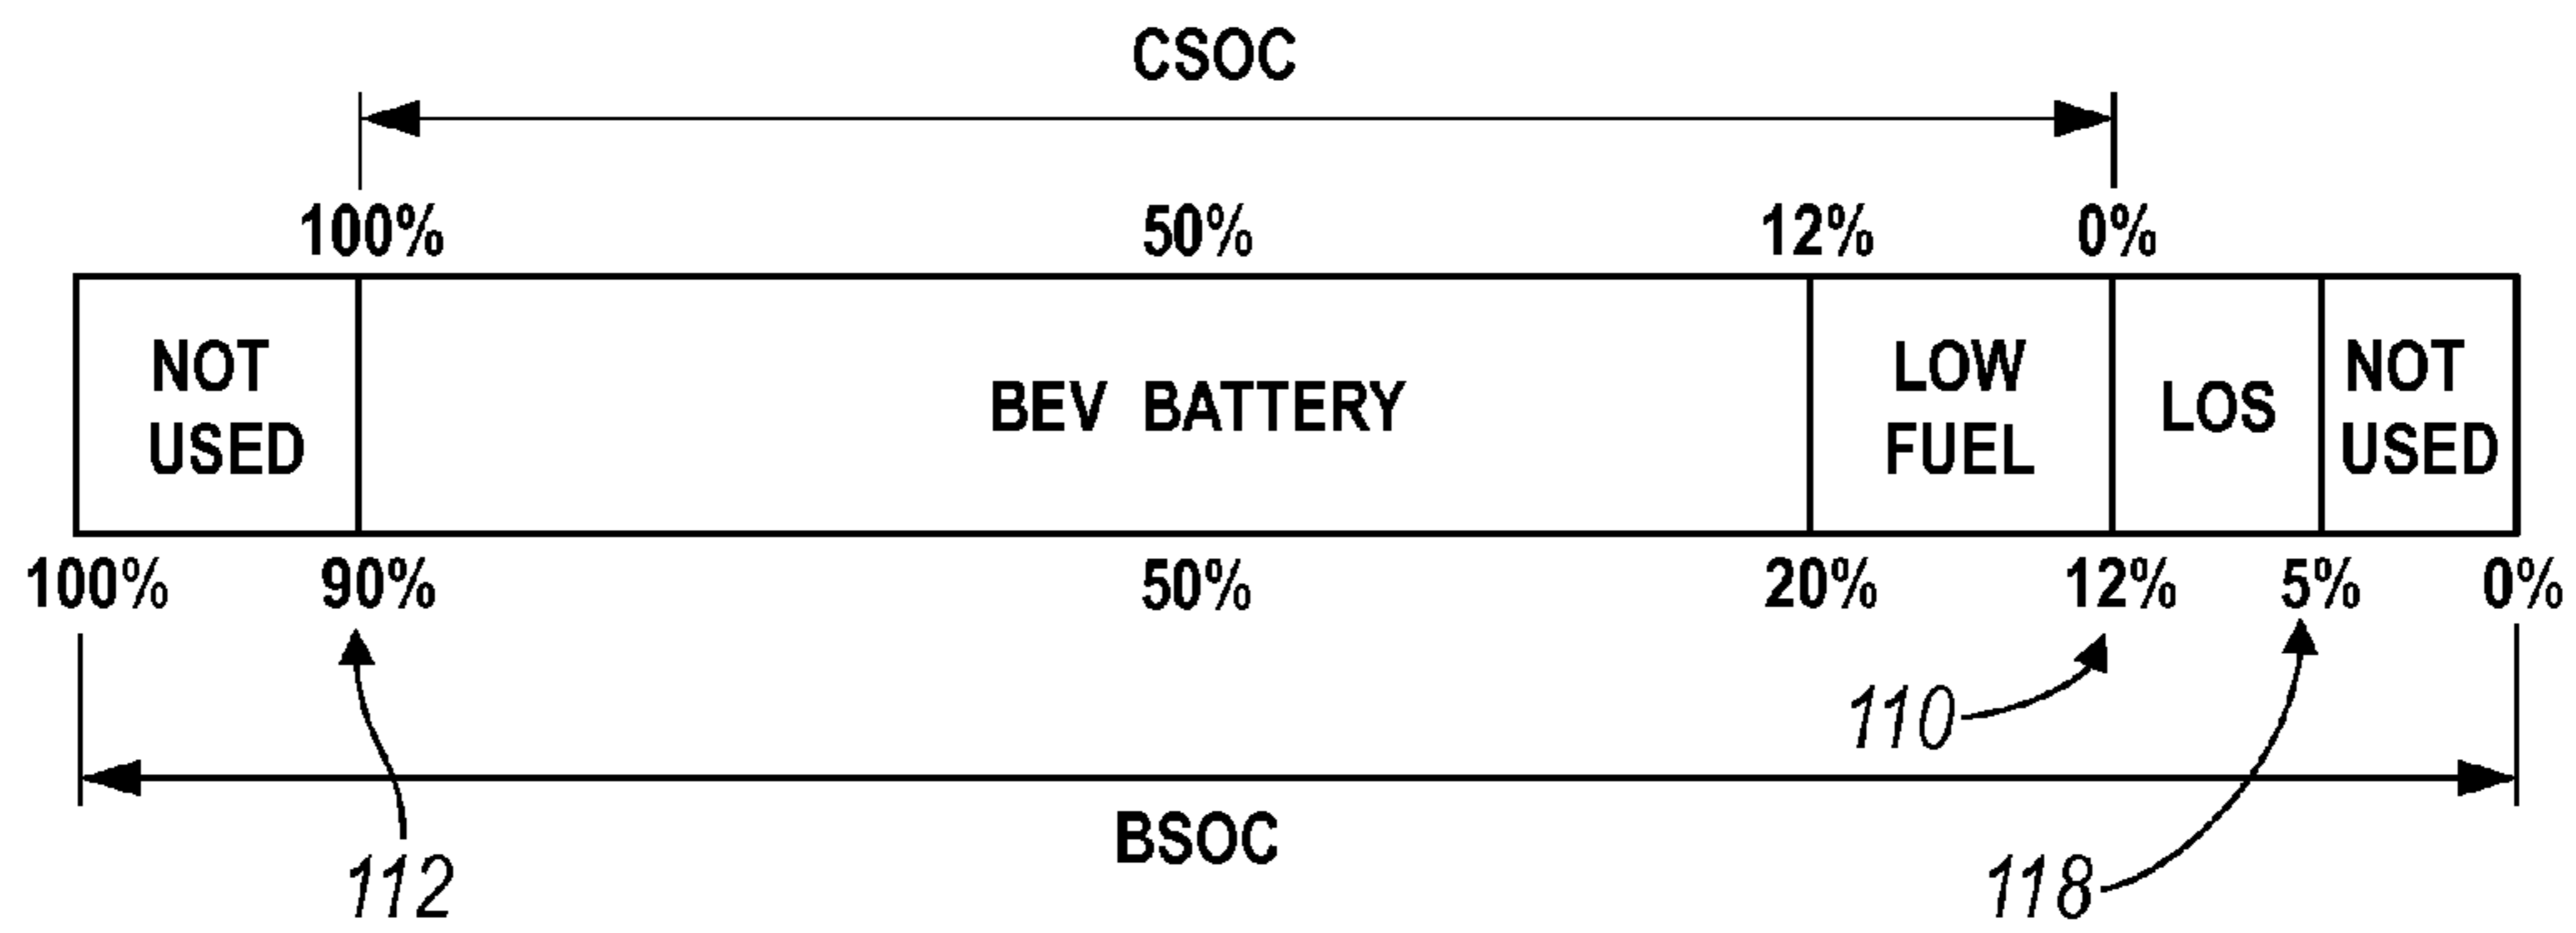 CSOC
100% 50% 12% 0%
NOT USED BEV BATTERY LOW FUEL LOS NOT USED
100% 90% 50% 20% 12% 5% 0%
110
BSOC
112 118